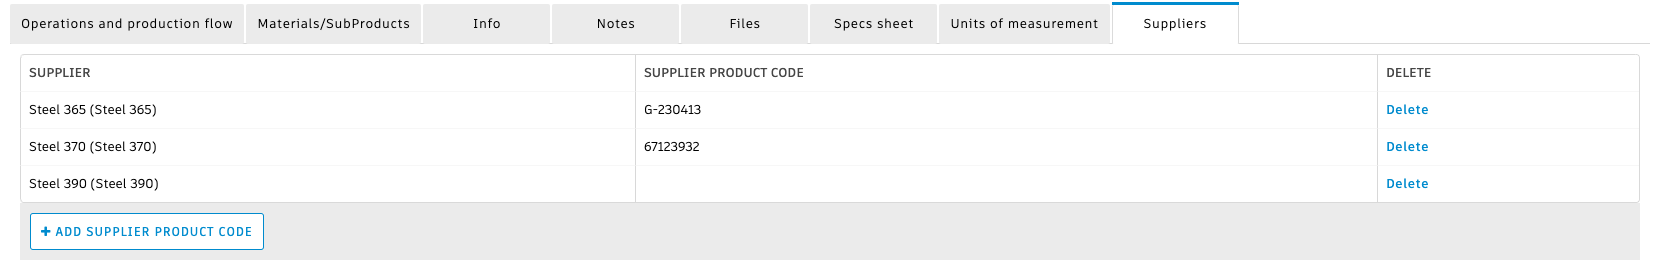 Operations and production flow Materials/SubProducts Info Notes Files Specs sheet Units of measurement Suppliers
SUPPLIER SUPPLIER PRODUCT CODE DELETE
Steel 365 (Steel 365) G-230413 Delete
Steel 370 (Steel 370) 67123932 Delete
Steel 390 (Steel 390) Delete
+ ADD SUPPLIER PRODUCT CODE